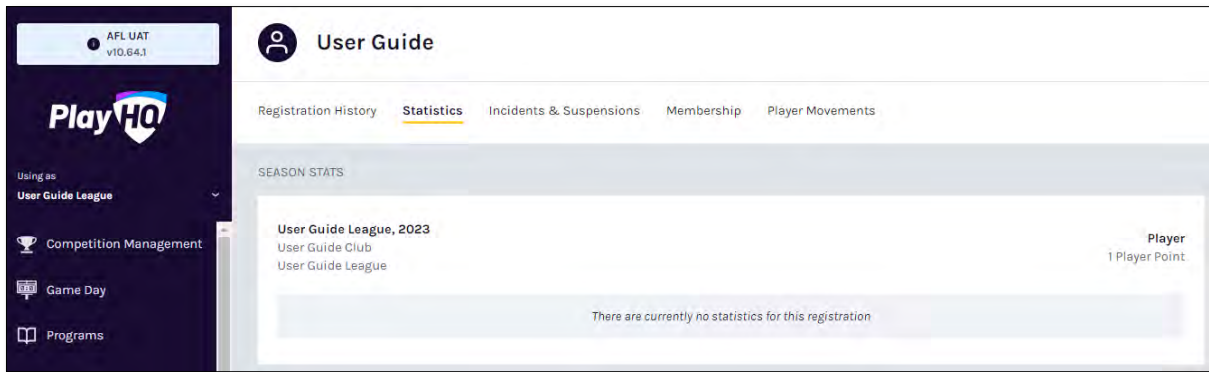 AFL UAT
v10.64.1
PlayHQ
Using as
User Guide League
Competition Management
Game Day
Programs
User Guide
Registration History Statistics Incidents & Suspensions Membership Player Movements
SEASON STATS
User Guide League, 2023
User Guide Club
User Guide League
Player
1 Player Point
There are currently no statistics for this registration